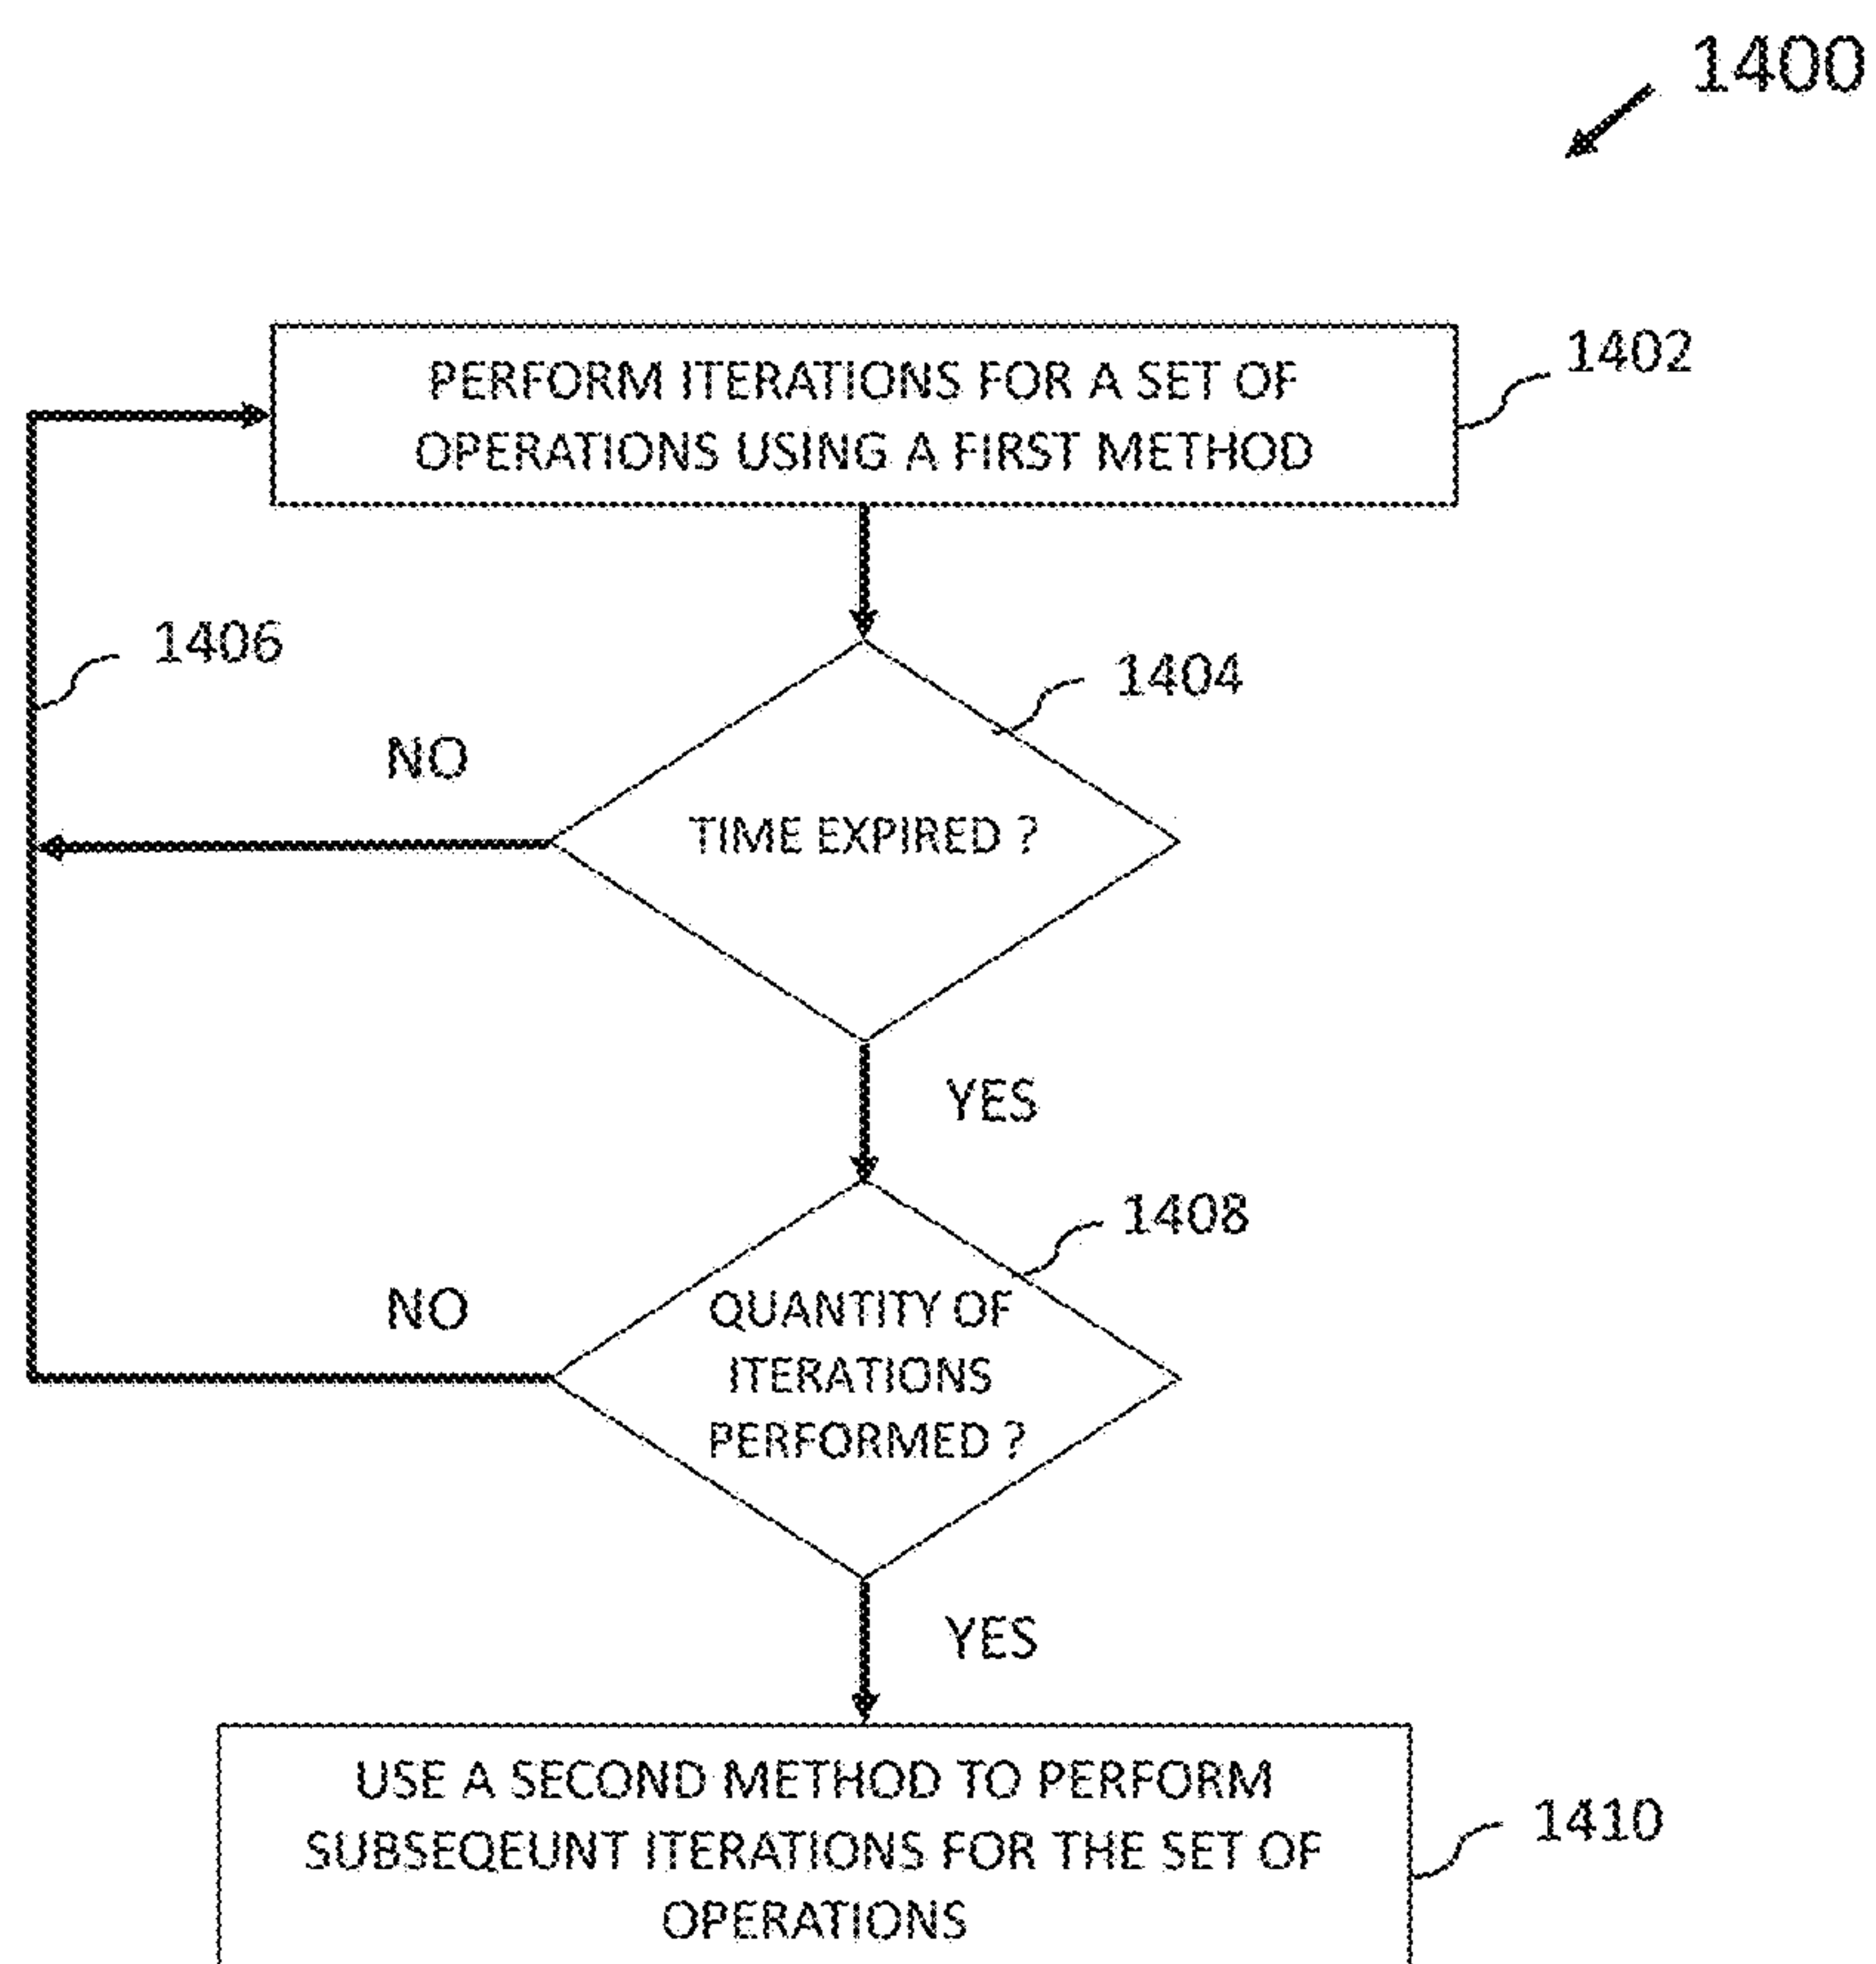 1400
PERFORM ITERATIONS FOR A SET OF
OPERATIONS USING A FIRST METHOD
1402
1406
1404
NO
TIME EXPIRED ?
YES
1408
NO
QUANTITY OF
ITERATIONS
PERFORMED ?
YES
USE A SECOND METHOD TO PERFORM
SUBSEQEUNT ITERATIONS FOR THE SET OF
OPERATIONS
1410